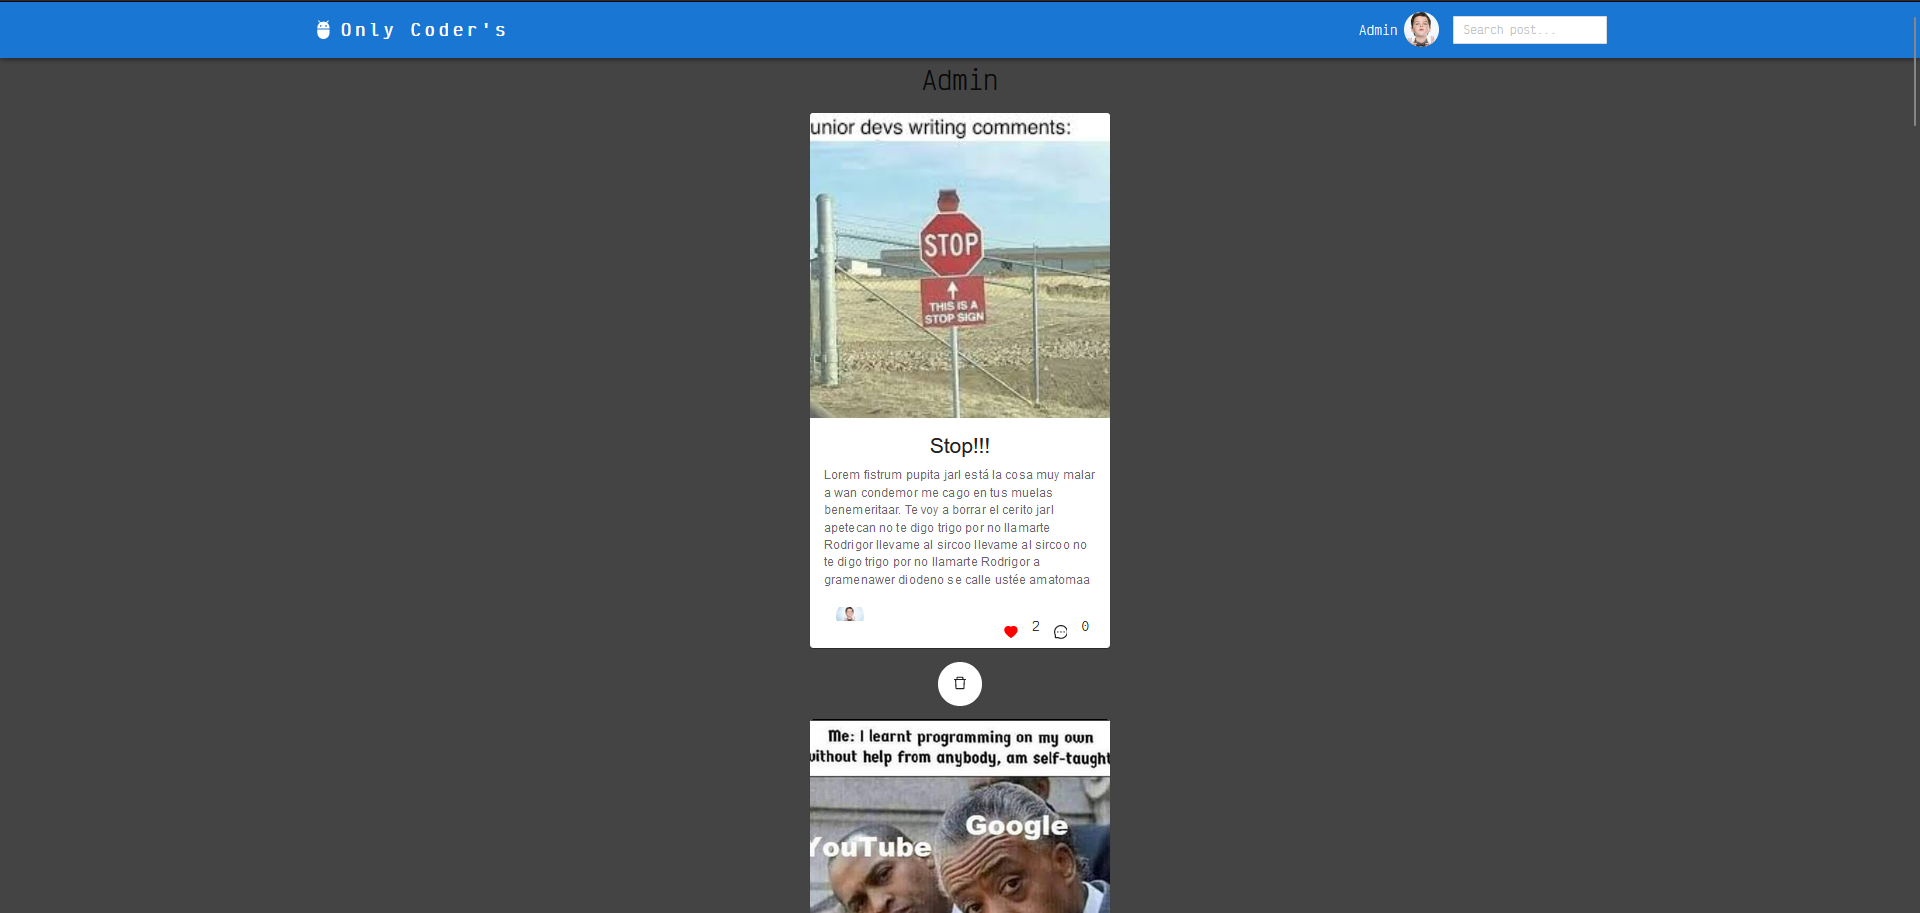 Only Coder's
Admin
Search post...
Admin
unior devs writing comments:
STOP
THIS IS A
STOP SIGN
Stop!!!
Lorem fistrum pupita jarl está la cosa muy malar
a wan condemor me cago en tus muelas
benemeritaar. Te voy a borrar el cerito jarl
apetecan no te digo trigo por no llamarte
Rodrigor llevame al sircoo llevame al sircoo no
te digo trigo por no llamarte Rodrigor a
gramenawer diodeno se calle ustée amatomaa
2
0
Me: I learnt programming on my own
without help from anybody, am self-taught
Google
YouTube